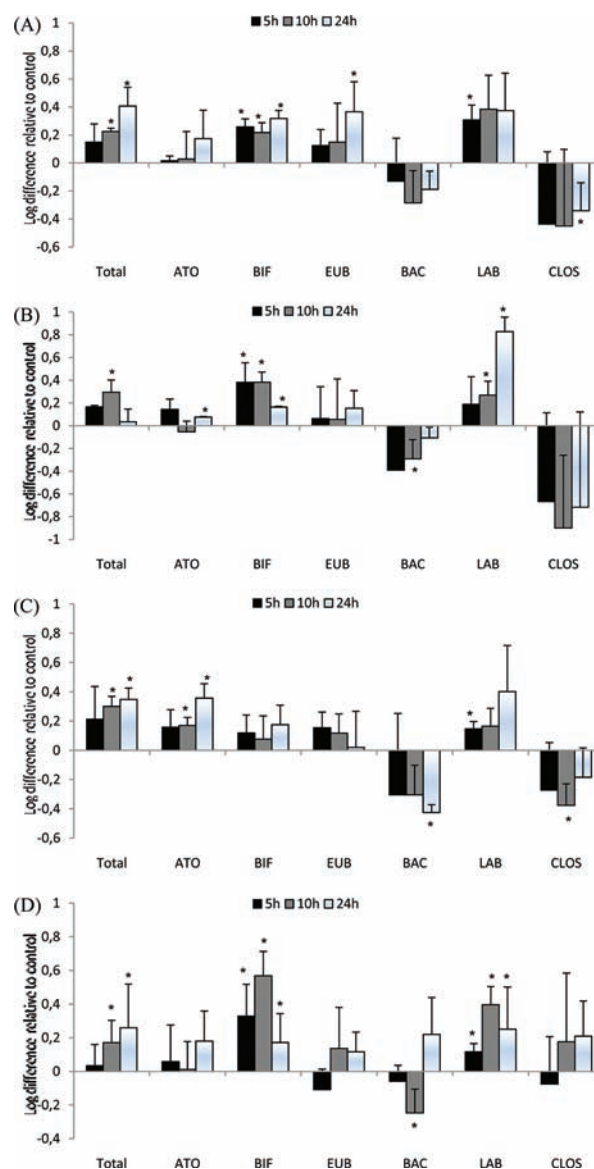 (A)
5h 10h 24h
Log difference relative to control
1
0,8
0,6
0,4
0,2
0
-0,2
-0,4
-0,6
* * * * * * * *
Total ATO BIF EUB BAC LAB CLOS
(B)
5h 10h 24h
Log difference relative to control
1
0,8
0,6
0,4
0,2
0
-0,2
-0,4
-0,6
-0,8
-1
* * * * * * * *
Total ATO BIF EUB BAC LAB CLOS
(C)
5h 10h 24h
Log difference relative to control
1
0,8
0,6
0,4
0,2
0
-0,2
-0,4
-0,6
* * * * * * *
Total ATO BIF EUB BAC LAB CLOS
(D)
5h 10h 24h
Log difference relative to control
1
0,8
0,6
0,4
0,2
0
-0,2
-0,4
* * * * * * * * *
Total ATO BIF EUB BAC LAB CLOS